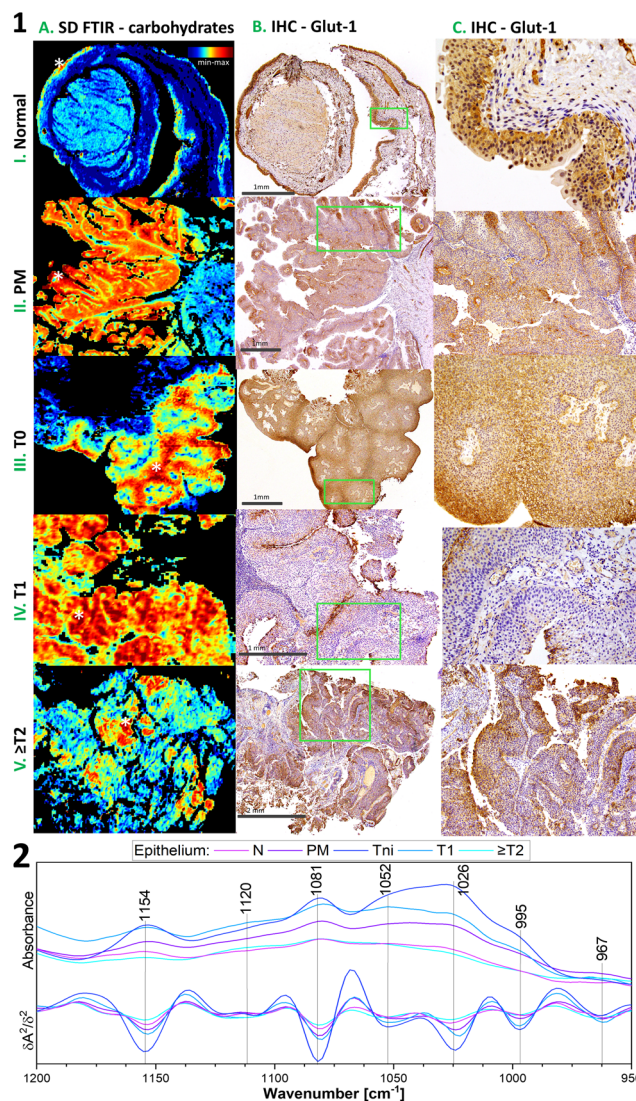 1 A. SD FTIR - carbohydrates B. IHC - Glut-1 C. IHC - Glut-1
*
min-max
I. Normal
1mm
II. PM
*
1mm
III. T0
*
1mm
IV. T1
*
1 mm
V. ≥T2
*
2 mm
2
Epithelium: N PM Tni T1 ≥T2
1154 1120 1081 1052 1026 995 967
Absorbance
δA²/δ²
1200 1150 1100 1050 1000 950
Wavenumber [cm⁻¹]